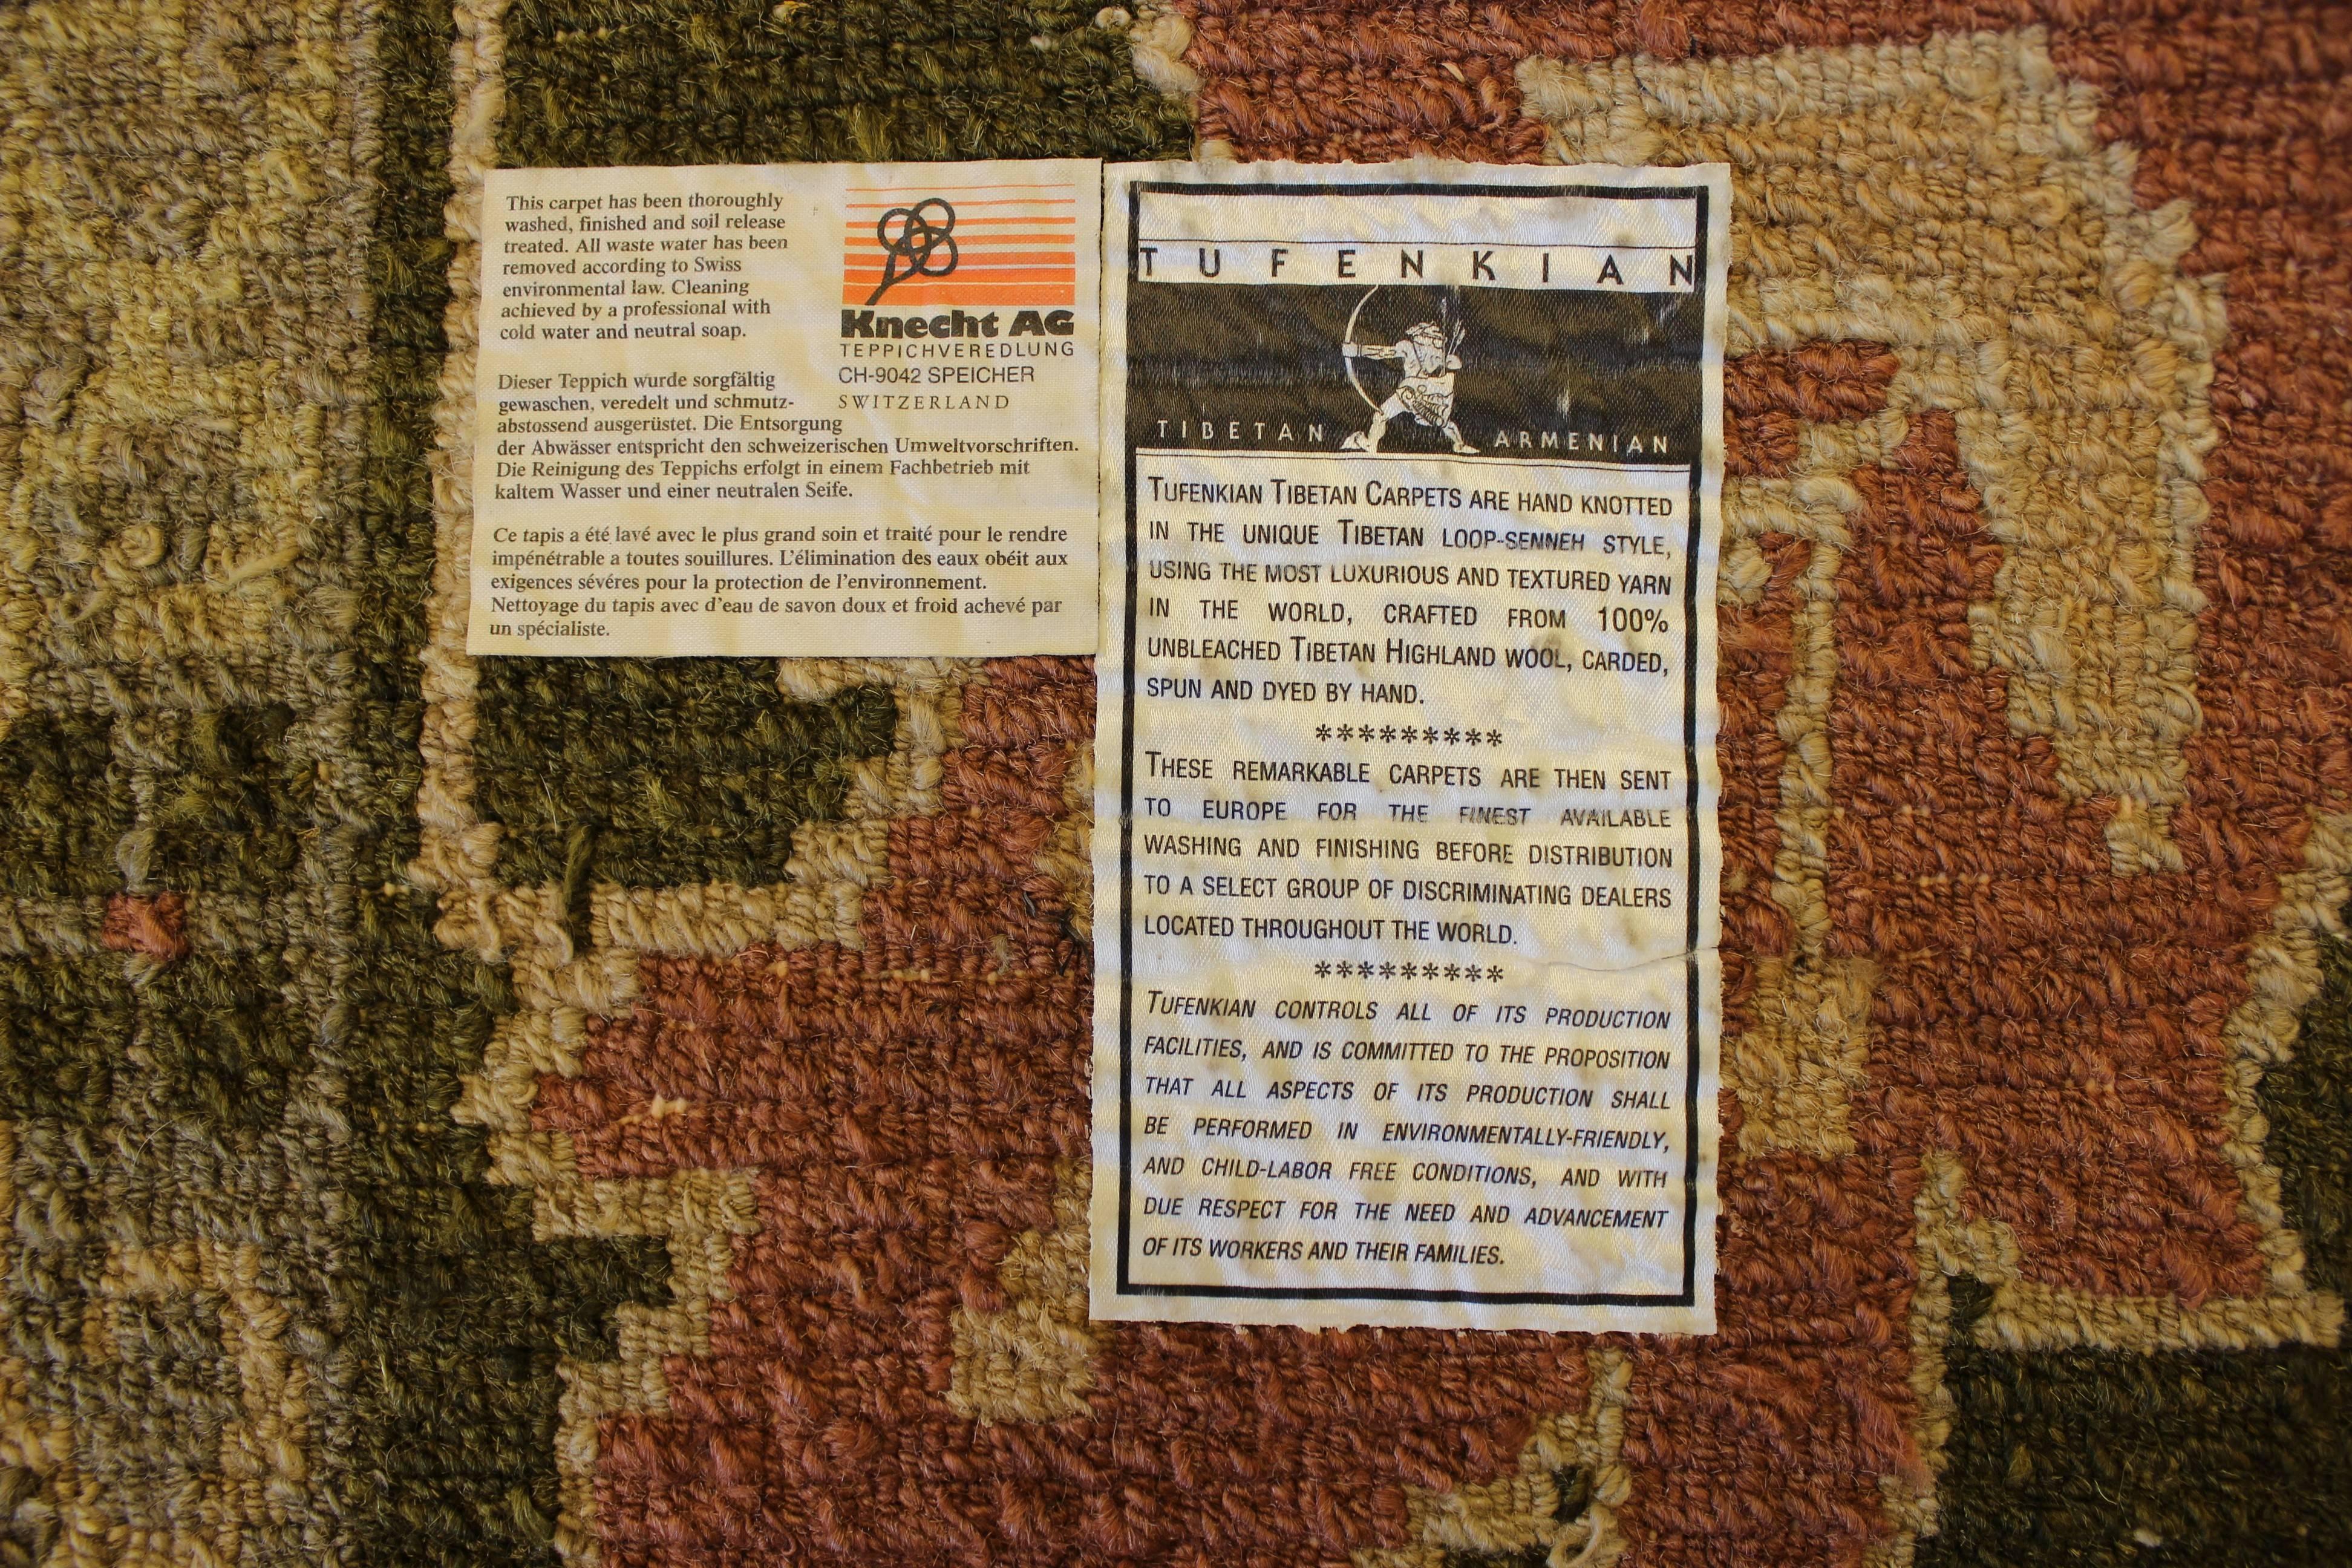 This carpet has been thoroughly
washed, finished and soil release
treated. All waste water has been
removed according to Swiss
environmental law. Cleaning
achieved by a professional with
cold water and neutral soap.
Knecht AG
TEPPICHVEREDLUNG
CH-9042 SPEICHER
SWITZERLAND
Dieser Teppich wurde sorgfältig
gewaschen, veredelt und schmutz-
abstossend ausgerüstet. Die Entsorgung
der Abwässer entspricht den schweizerischen Umweltvorschriften.
Die Reinigung des Teppichs erfolgt in einem Fachbetrieb mit
kaltem Wasser und einer neutralen Seife.
Ce tapis a été lavé avec le plus grand soin et traité pour le rendre
impénétrable a toutes souillures. L'élimination des eaux obéit aux
exigences sévéres pour la protection de l'environnement.
Nettoyage du tapis avec d'eau de savon doux et froid achevé par
un spécialiste.
TUFENKIAN
TIBETAN ARMENIAN
TUFENKIAN TIBETAN CARPETS ARE HAND KNOTTED
IN THE UNIQUE TIBETAN LOOP-SENNEH STYLE,
USING THE MOST LUXURIOUS AND TEXTURED YARN
IN THE WORLD, CRAFTED FROM 100%
UNBLEACHED TIBETAN HIGHLAND WOOL, CARDED,
SPUN AND DYED BY HAND.
*********
THESE REMARKABLE CARPETS ARE THEN SENT
TO EUROPE FOR THE FINEST AVAILABLE
WASHING AND FINISHING BEFORE DISTRIBUTION
TO A SELECT GROUP OF DISCRIMINATING DEALERS
LOCATED THROUGHOUT THE WORLD.
*********
TUFENKIAN CONTROLS ALL OF ITS PRODUCTION
FACILITIES, AND IS COMMITTED TO THE PROPOSITION
THAT ALL ASPECTS OF ITS PRODUCTION SHALL
BE PERFORMED IN ENVIRONMENTALLY-FRIENDLY,
AND CHILD-LABOR FREE CONDITIONS, AND WITH
DUE RESPECT FOR THE NEED AND ADVANCEMENT
OF ITS WORKERS AND THEIR FAMILIES.